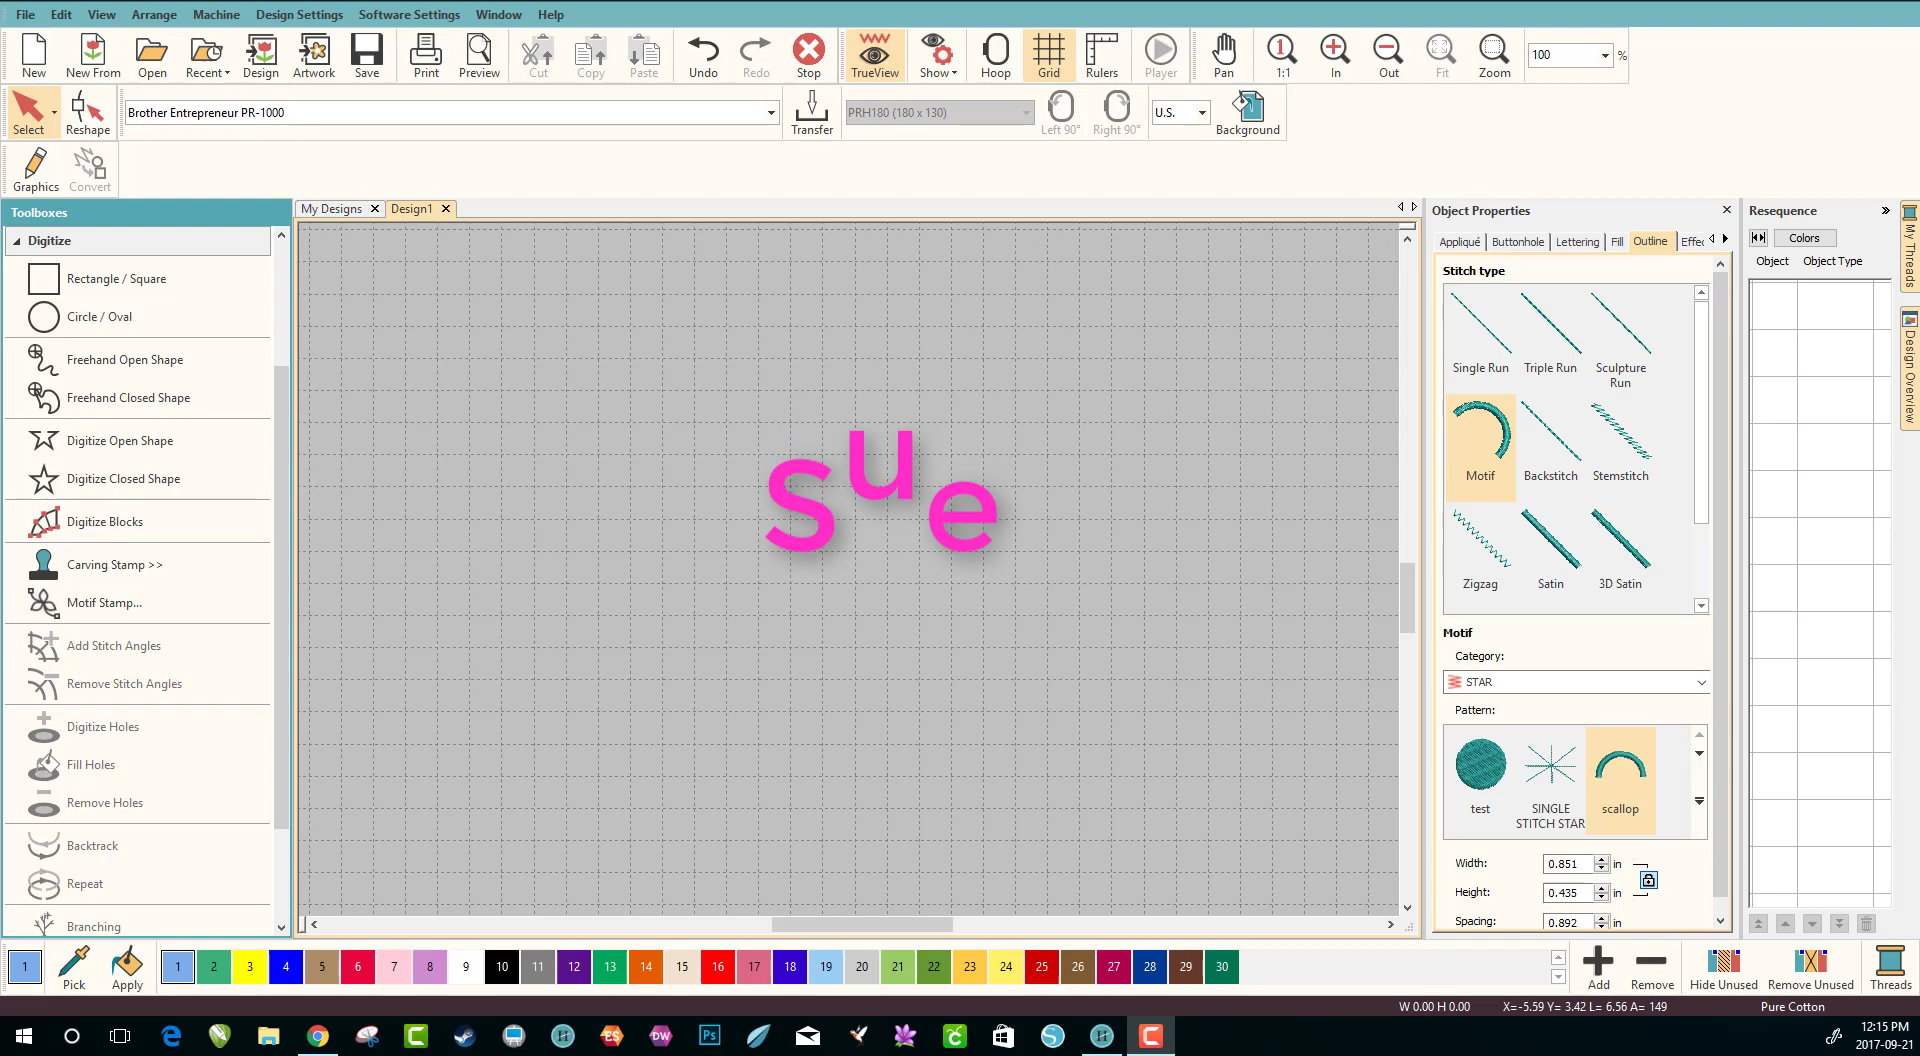 File Edit View Arrange Machine Design Settings Software Settings Window Help
New New From Open Recent Design Artwork Save Print Preview Cut Copy Paste Undo Redo Stop TrueView Show Hoop Grid Rulers Player Pan 1:1 In Out Fit Zoom 100 %
Select Reshape Brother Entrepreneur PR-1000 Transfer PRH180 (180 x 130) Left 90° Right 90° U.S. Background
Graphics Convert
Toolboxes
Digitize
Rectangle / Square
Circle / Oval
Freehand Open Shape
Freehand Closed Shape
Digitize Open Shape
Digitize Closed Shape
Digitize Blocks
Carving Stamp >>
Motif Stamp...
Add Stitch Angles
Remove Stitch Angles
Digitize Holes
Fill Holes
Remove Holes
Backtrack
Repeat
Branching
My Designs Design1
sue
Object Properties
Appliqué Buttonhole Lettering Fill Outline Effec
Stitch type
Single Run Triple Run Sculpture Run
Motif Backstitch Stemstitch
Zigzag Satin 3D Satin
Motif
Category:
STAR
Pattern:
test SINGLE STITCH STAR scallop
Width: 0.851 in
Height: 0.435 in
Spacing: 0.892 in
Resequence
Colors
Object Object Type
My Threads
Design Overview
1 Pick Apply 1 2 3 4 5 6 7 8 9 10 11 12 13 14 15 16 17 18 19 20 21 22 23 24 25 26 27 28 29 30 Add Remove Hide Unused Remove Unused Threads
W 0.00 H 0.00 X= -5.59 Y= 3.42 L= 6.56 A= 149 Pure Cotton
12:15 PM
2017-09-21